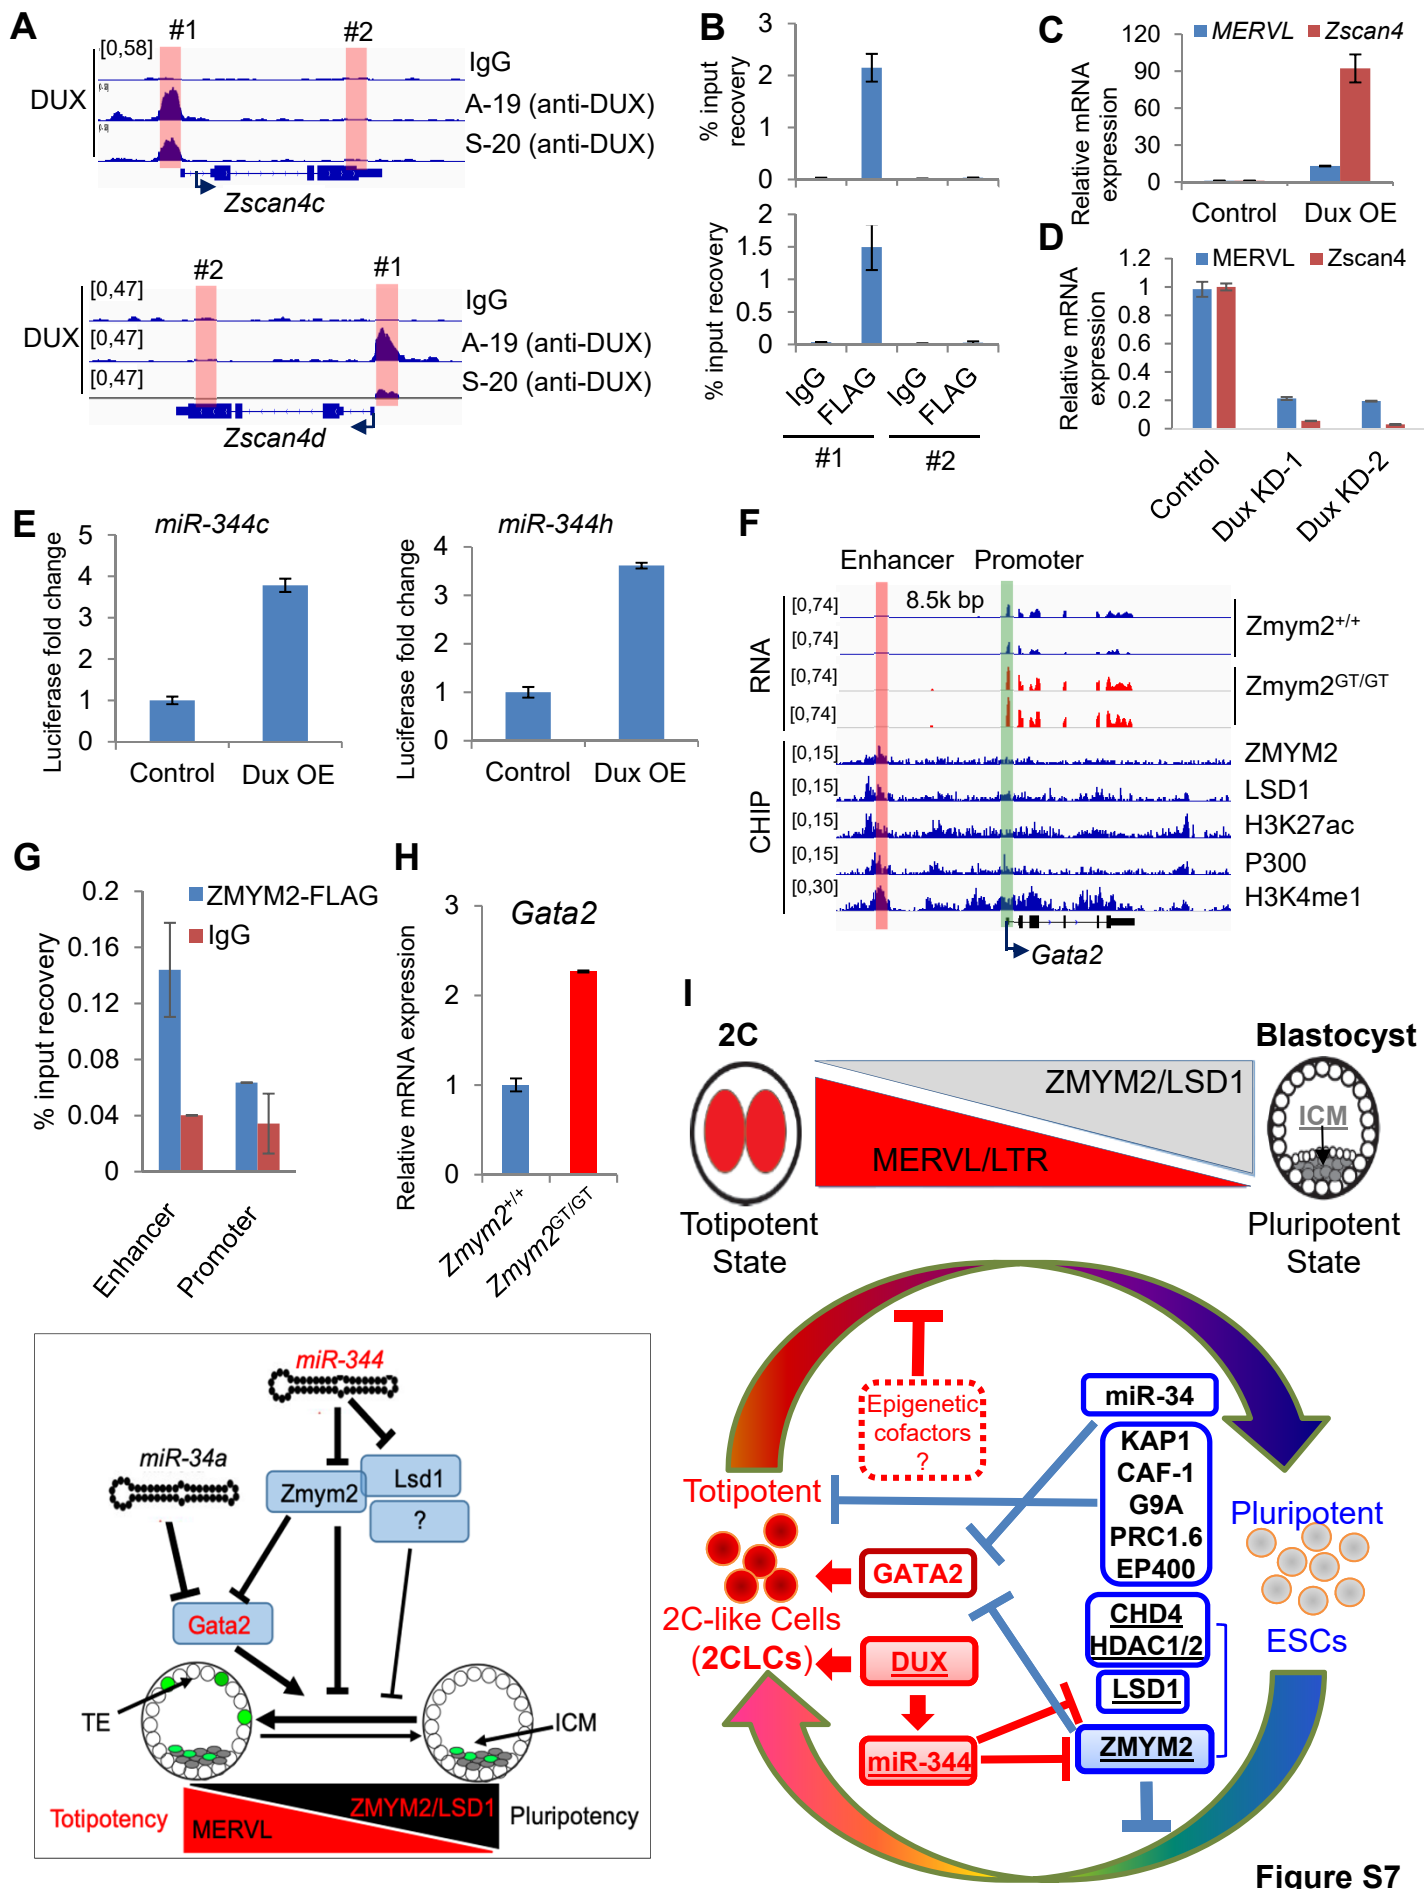 A
#1
#2
[0,58]
IgG
DUX
A-19 (anti-DUX)
S-20 (anti-DUX)
Zscan4c
#2
#1
[0,47]
IgG
DUX
[0,47]
A-19 (anti-DUX)
[0,47]
S-20 (anti-DUX)
Zscan4d
B
% input recovery
3
2
1
0
% input recovery
2
1.5
1
0.5
0
IgG
FLAG
IgG
FLAG
#1
#2
C
MERVL
Zscan4
Relative mRNA expression
120
90
60
30
0
Control
Dux OE
D
MERVL
Zscan4
Relative mRNA expression
1.2
1
0.8
0.6
0.4
0.2
0
Control
Dux KD-1
Dux KD-2
E
miR-344c
Luciferase fold change
5
4
3
2
1
0
Control
Dux OE
miR-344h
Luciferase fold change
4
3
2
1
0
Control
Dux OE
F
Enhancer
Promoter
8.5k bp
RNA
[0,74]
[0,74]
[0,74]
[0,74]
Zmym2+/+
Zmym2GT/GT
CHIP
[0,15]
ZMYM2
[0,15]
LSD1
[0,15]
H3K27ac
[0,15]
P300
[0,30]
H3K4me1
Gata2
G
ZMYM2-FLAG
IgG
% input recovery
0.2
0.16
0.12
0.08
0.04
0
Enhancer
Promoter
H
Gata2
Relative mRNA expression
3
2
1
0
Zmym2+/+
Zmym2GT/GT
miR-344
miR-34a
Zmym2
Lsd1
?
Gata2
TE
ICM
Totipotency
MERVL
ZMYM2/LSD1
Pluripotency
I
2C
Blastocyst
ZMYM2/LSD1
MERVL/LTR
ICM
Totipotent
State
Pluripotent
State
Epigenetic
cofactors
?
miR-34
KAP1
CAF-1
G9A
PRC1.6
EP400
Totipotent
Pluripotent
GATA2
2C-like Cells
(2CLCs)
CHD4
HDAC1/2
ESCs
DUX
LSD1
miR-344
ZMYM2
Figure S7